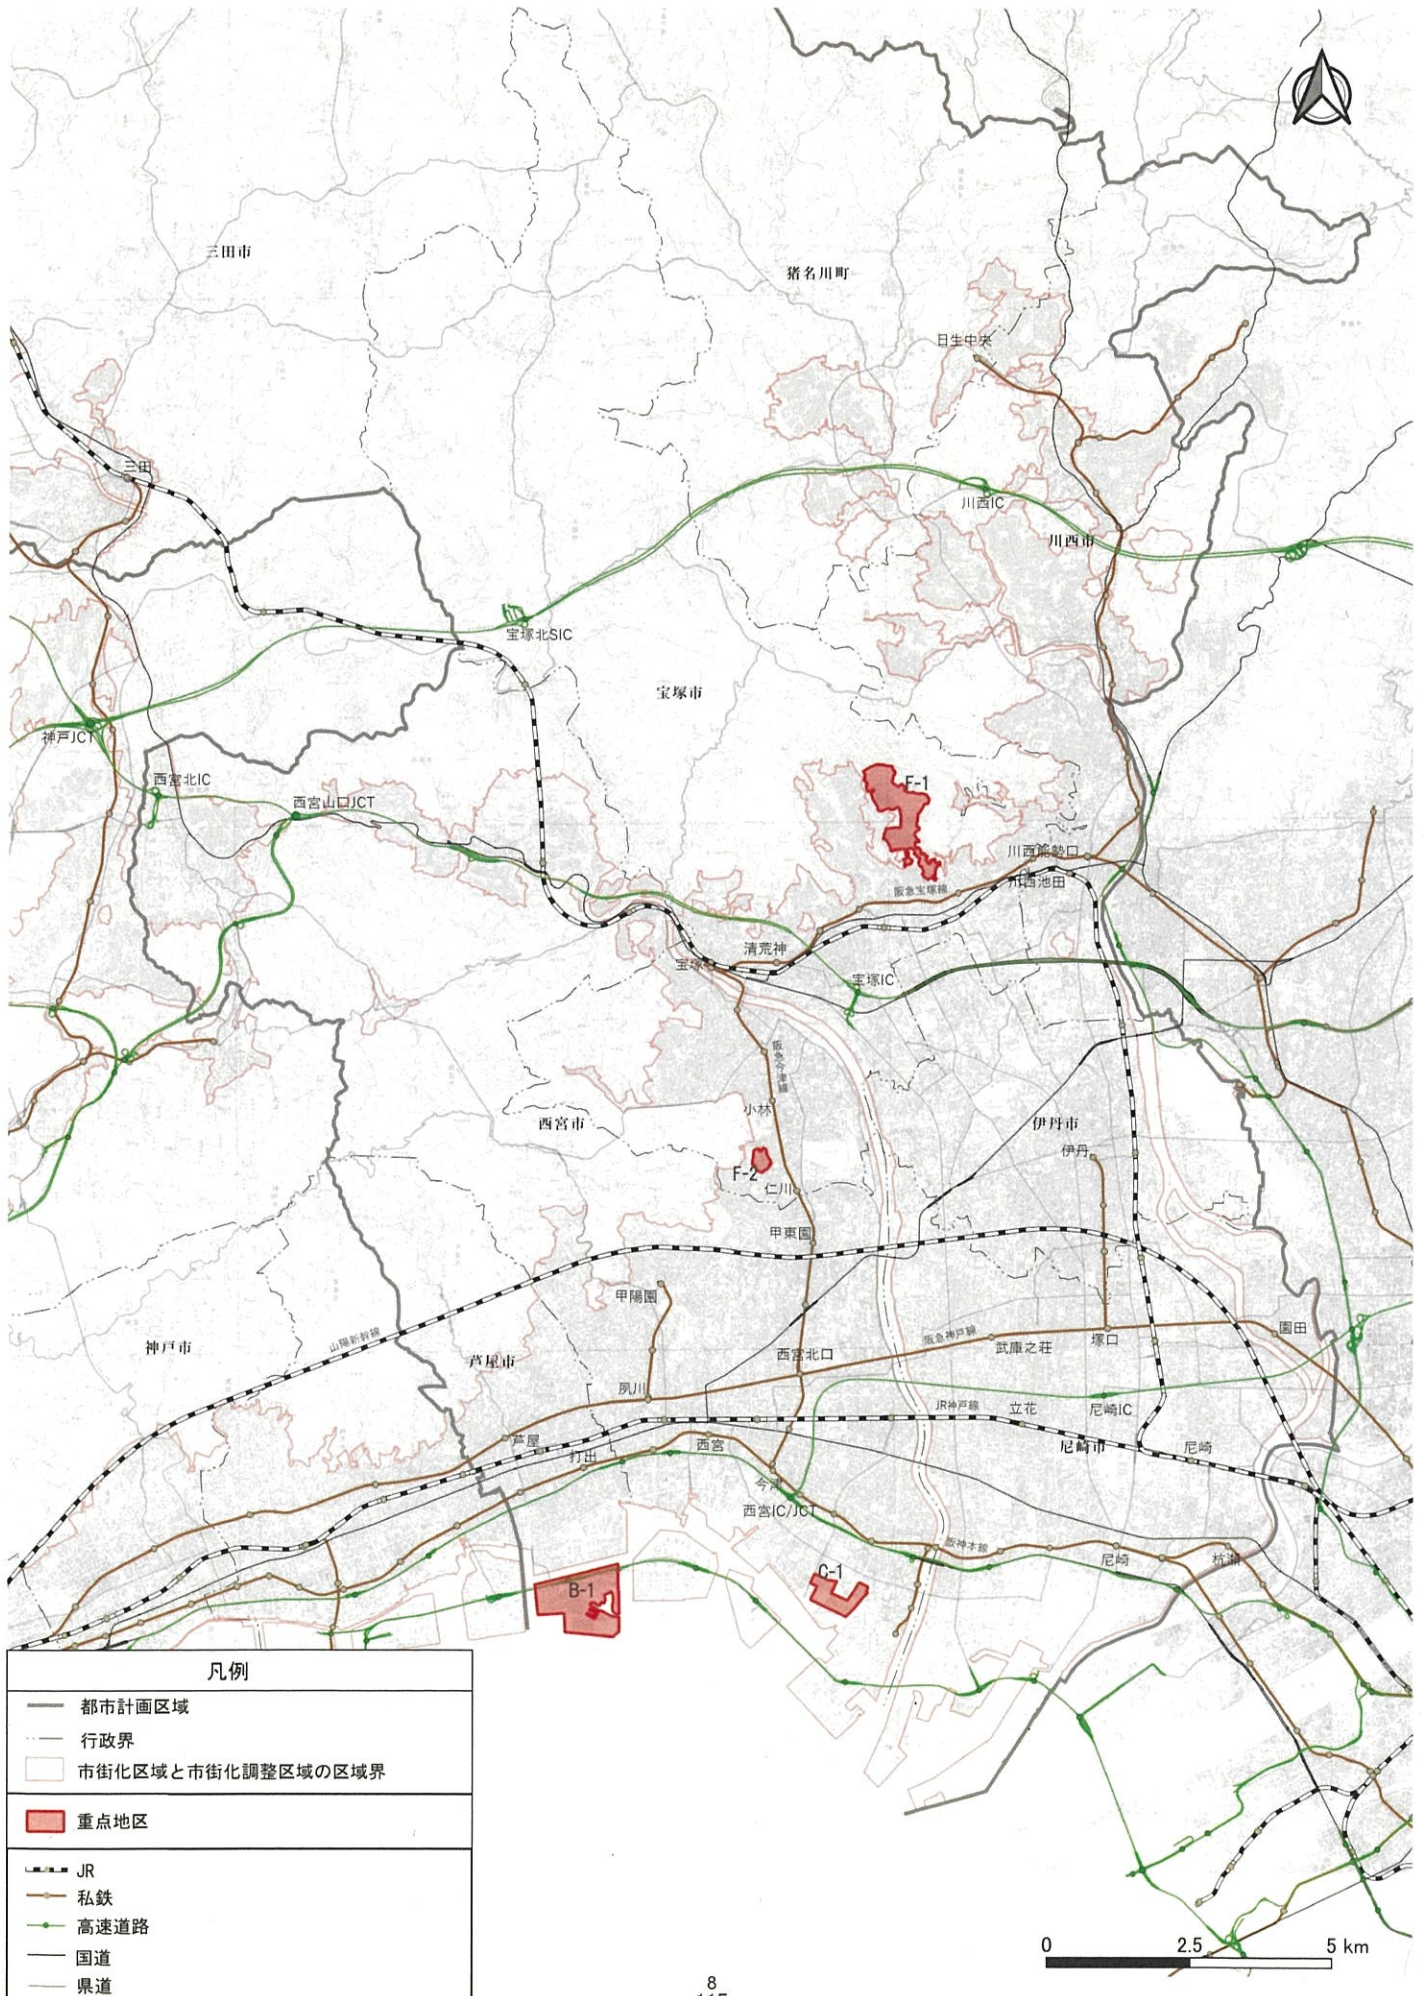 三田市
猪名川町
日生中央
三田
川西IC
川西市
宝塚北SIC
宝塚市
神戸JCT
西宮北IC
西宮山口JCT
F-1
川西能勢口
川西池田
阪急宝塚線
清荒神
宝塚
宝塚IC
阪急今津線
小林
西宮市
伊丹市
伊丹
F-2
仁川
甲東園
甲陽園
神戸市
山陽新幹線
芦屋市
西宮北口
阪急神戸線
武庫之荘
塚口
園田
夙川
JR神戸線
立花
尼崎IC
芦屋
打出
西宮
尼崎市
尼崎
今津
西宮IC/JCT
阪神本線
尼崎
杭瀬
B-1
C-1
凡例
都市計画区域
行政界
市街化区域と市街化調整区域の区域界
重点地区
JR
私鉄
高速道路
国道
県道
0 2.5 5 km
8